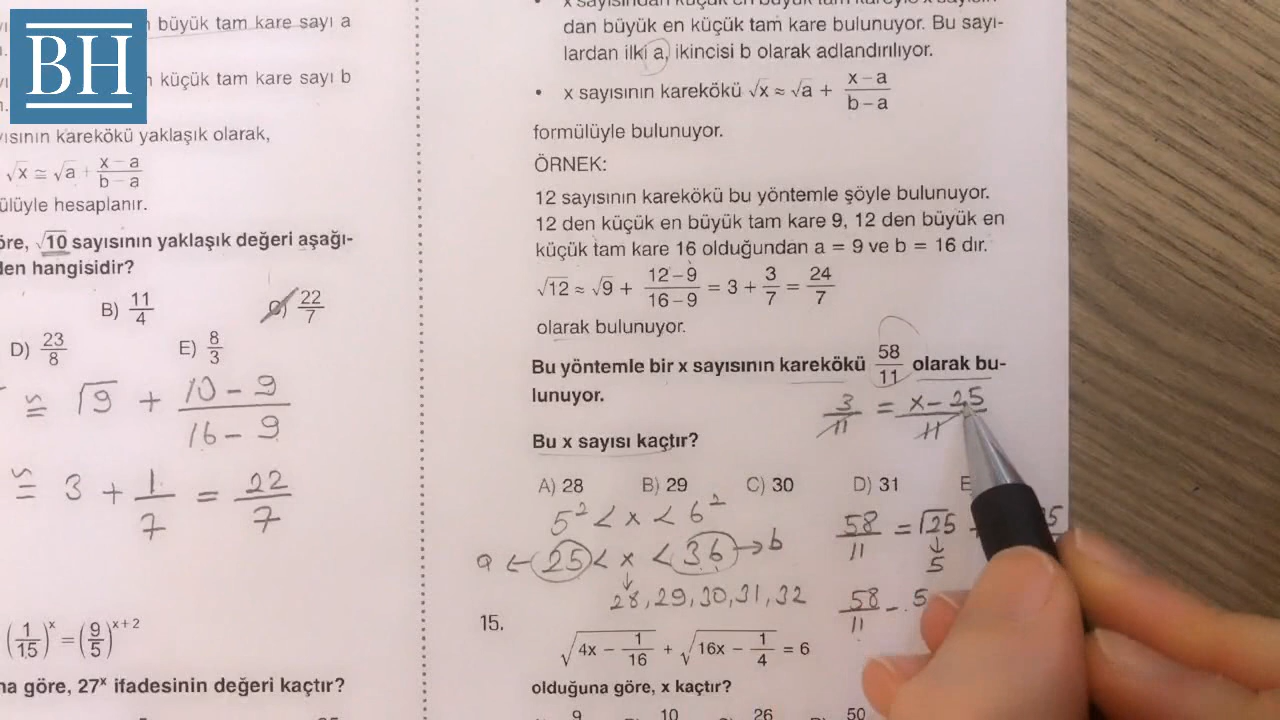 BH
büyük tam kare sayı a
küçük tam kare sayı b
yısının karekökü yaklaşık olarak,
√x ≅ √a + (x − a)/(b − a)
ülüyle hesaplanır.
öre, √10 sayısının yaklaşık değeri aşağı-
den hangisidir?
B) 11/4
C) 22/7
D) 23/8
E) 8/3
≅ √9 + (10 − 9)/(16 − 9)
≅ 3 + 1/7 = 22/7
(1/15)^x = (9/5)^(x+2)
na göre, 27^x ifadesinin değeri kaçtır?
dan büyük en küçük tam kare bulunuyor. Bu sayı-
lardan ilki a, ikincisi b olarak adlandırılıyor.
• x sayısının karekökü √x ≈ √a + (x − a)/(b − a)
formülüyle bulunuyor.
ÖRNEK:
12 sayısının karekökü bu yöntemle şöyle bulunuyor.
12 den küçük en büyük tam kare 9, 12 den büyük en
küçük tam kare 16 olduğundan a = 9 ve b = 16 dır.
√12 ≈ √9 + (12 − 9)/(16 − 9) = 3 + 3/7 = 24/7
olarak bulunuyor.
Bu yöntemle bir x sayısının karekökü 58/11 olarak bu-
lunuyor.
3/11 = (x − 25)/11
Bu x sayısı kaçtır?
A) 28 B) 29 C) 30 D) 31 E
5² < x < 6²
a ← 25 < x < 36 → b
28, 29, 30, 31, 32
58/11 = √25 +
5
58/11 − 5
15.
√(4x − 1/16) + √(16x − 1/4) = 6
olduğuna göre, x kaçtır?
9 10 26 50